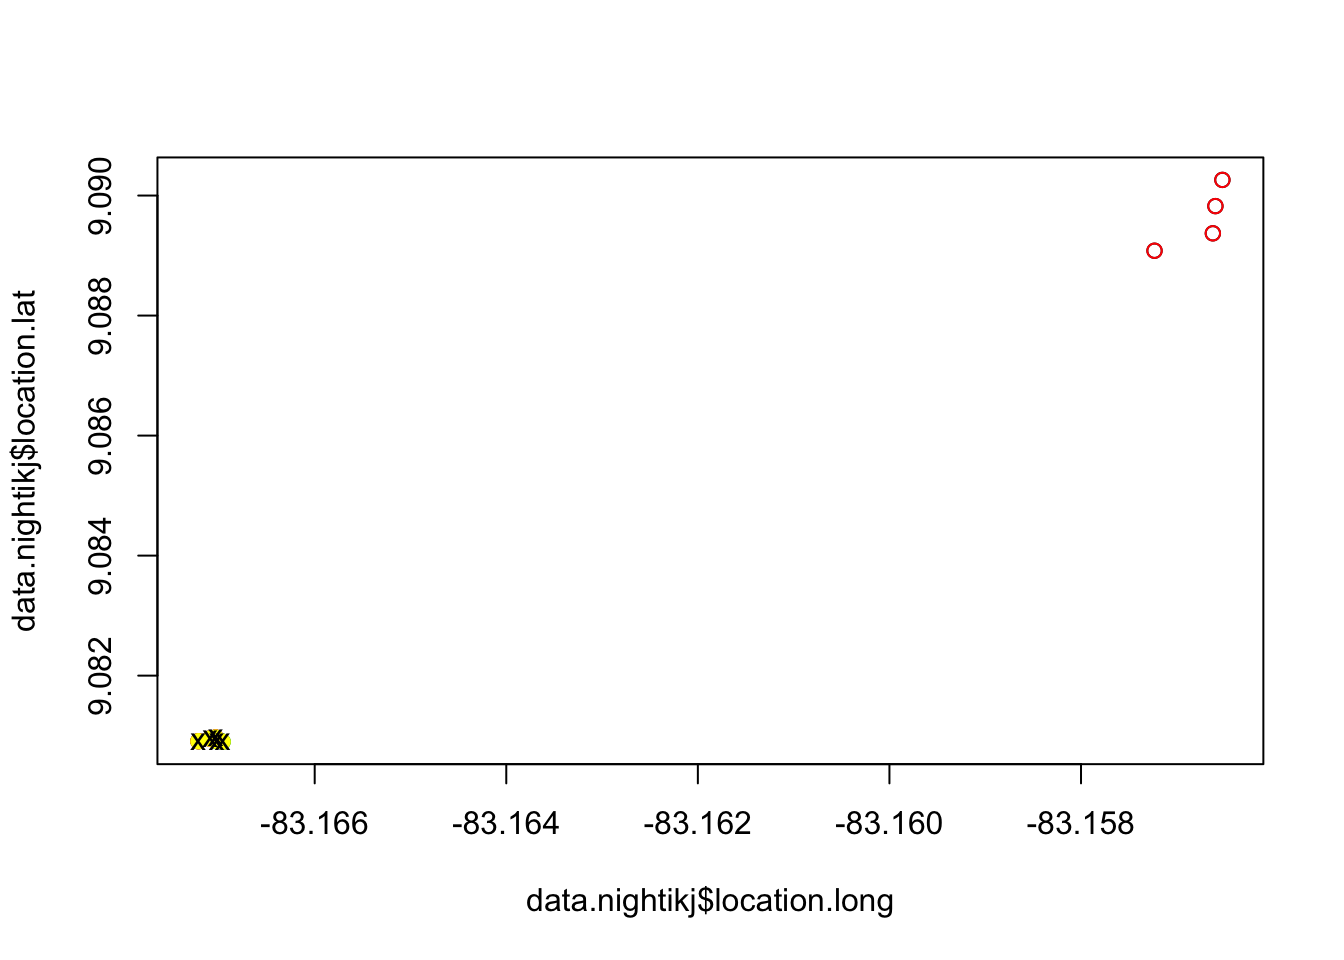 data.nightikj$location.lat
9.090
9.088
9.086
9.084
9.082
X X X X X
-83.166 -83.164 -83.162 -83.160 -83.158
data.nightikj$location.long